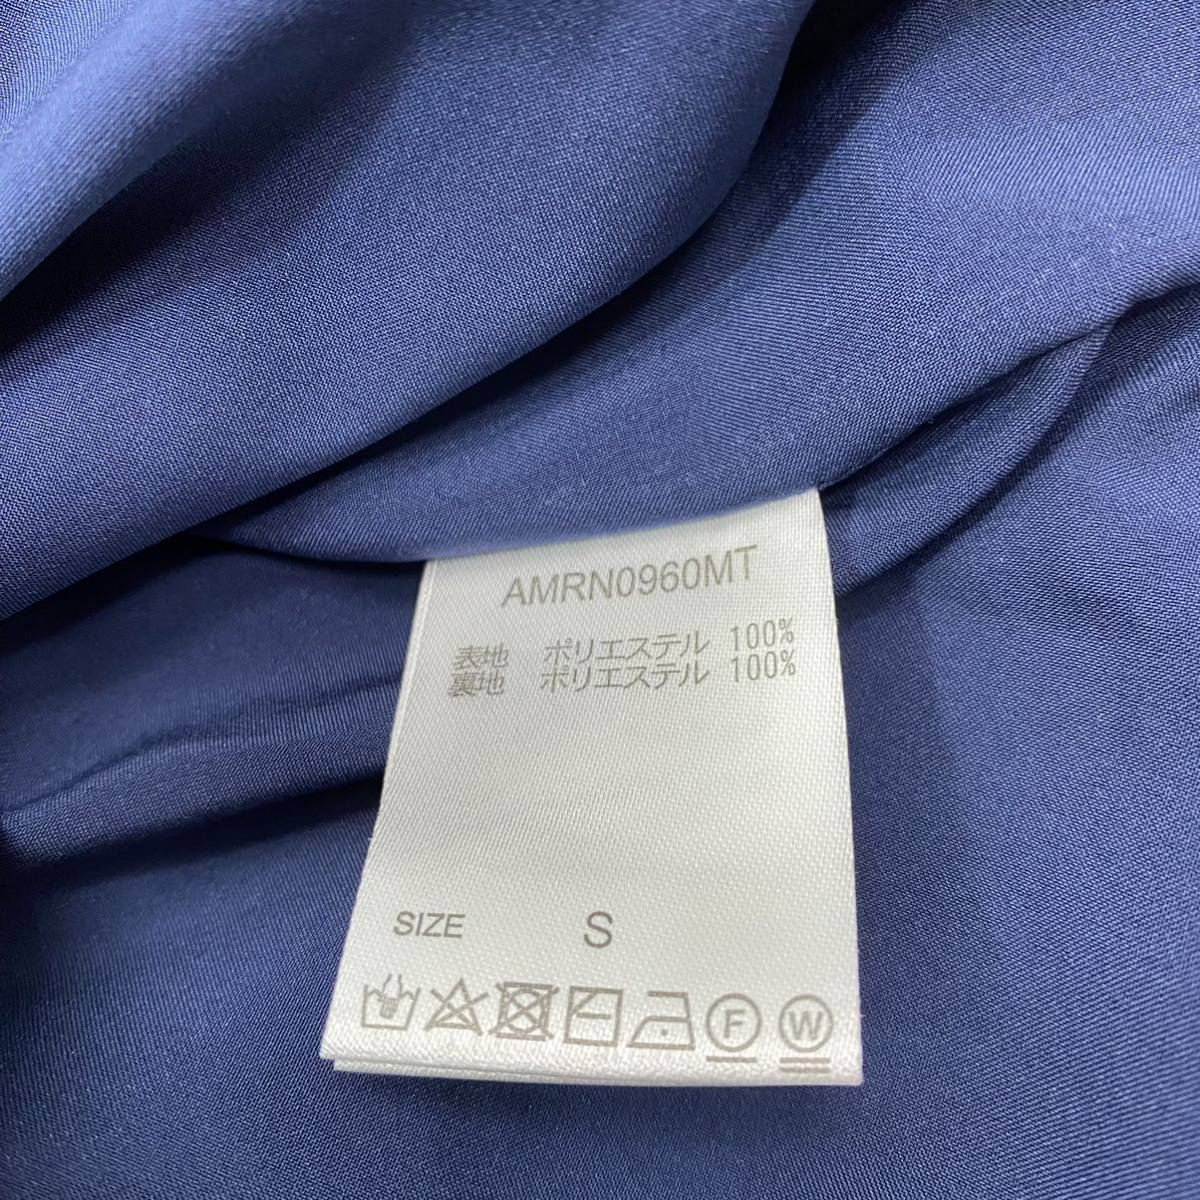 AMRN0960MT
表地 ポリエステル 100%
裏地 ポリエステル 100%
SIZE S
F W